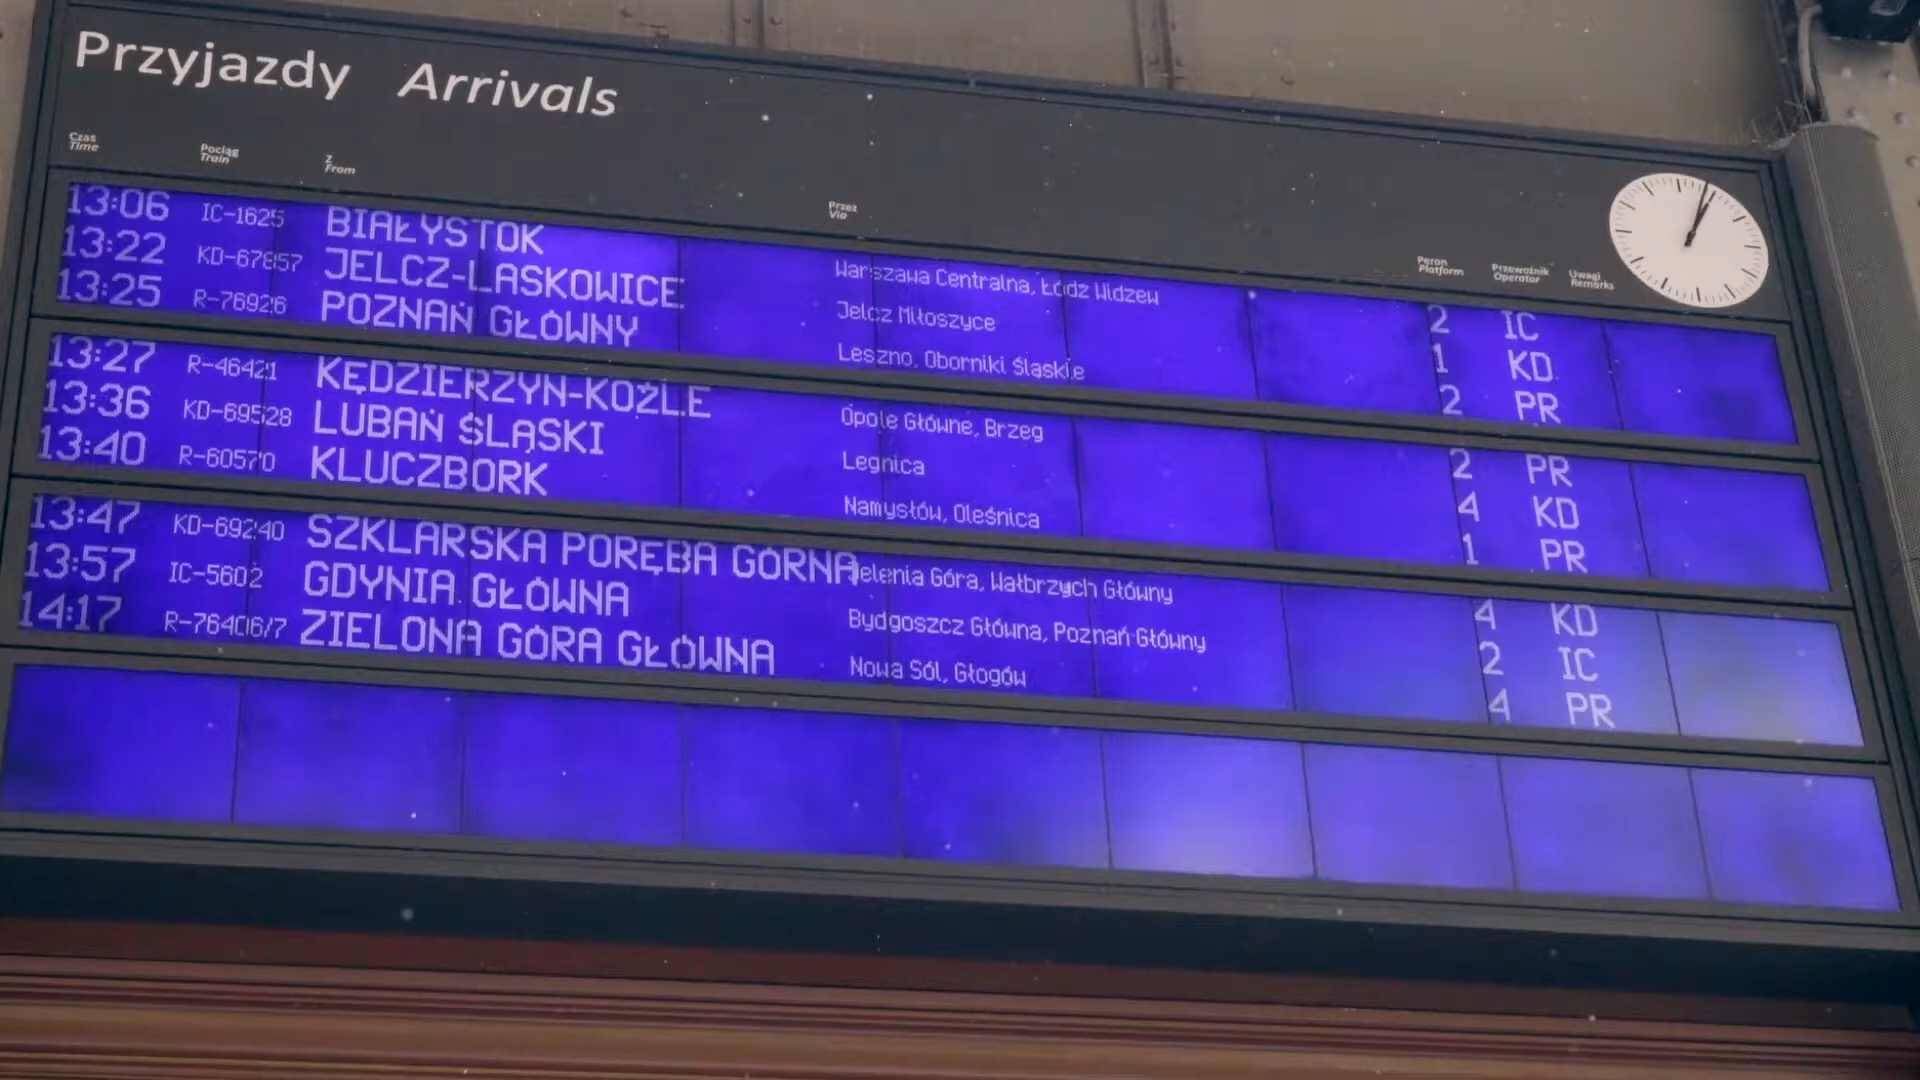 Przyjazdy Arrivals
Czas Pociąg Z Przez Peron Przewoźnik Uwagi
Time Train From Via Platform Operator Remarks
13:06 IC-1625 BIAŁYSTOK Warszawa Centralna, Łódz Widzew 2 IC
13:22 KD-67857 JELCZ-LASKOWICE Jelcz Miłoszyce 1 KD
13:25 R-76926 POZNAŃ GŁÓWNY Leszno, Oborniki Śląskie 2 PR
13:27 R-46421 KĘDZIERZYN-KOŹLE Opole Główne, Brzeg 2 PR
13:36 KD-69528 LUBAŃ ŚLĄSKI Legnica 4 KD
13:40 R-60570 KLUCZBORK Namysłów, Oleśnica 1 PR
13:47 KD-69240 SZKLARSKA PORĘBA GÓRNA Jelenia Góra, Wałbrzych Główny 4 KD
13:57 IC-5602 GDYNIA GŁÓWNA Bydgoszcz Główna, Poznań Główny 2 IC
14:17 R-76406/7 ZIELONA GÓRA GŁÓWNA Nowa Sól, Głogów 4 PR